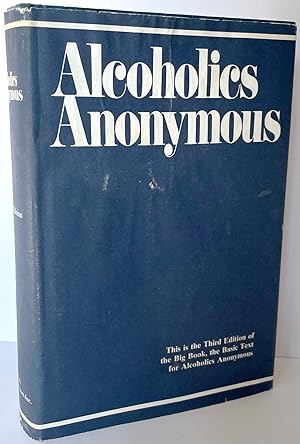 Alcoholics
Anonymous
This is the Third Edition of
the Big Book, the Basic Text
for Alcoholics Anonymous